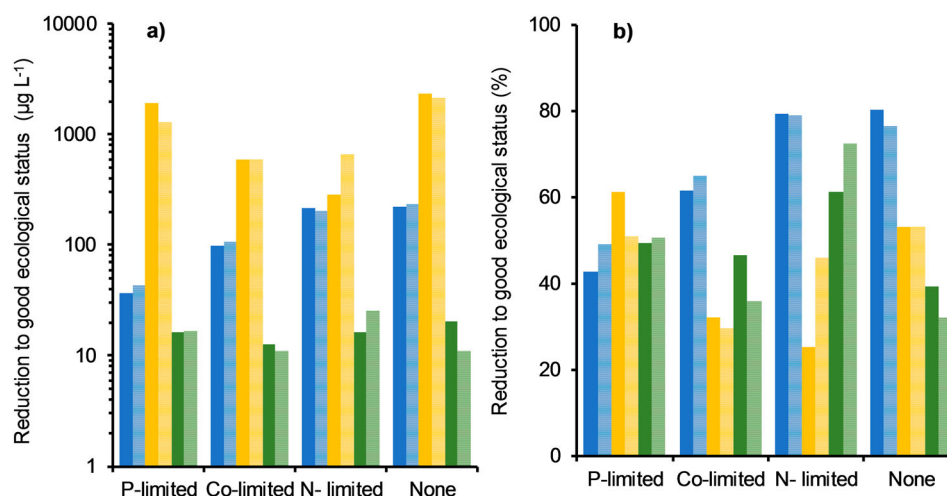 a)
Reduction to good ecological status (µg L-1)
10000
1000
100
10
1
P-limited Co-limited N- limited None
b)
Reduction to good ecological status (%)
100
80
60
40
20
0
P-limited Co-limited N- limited None